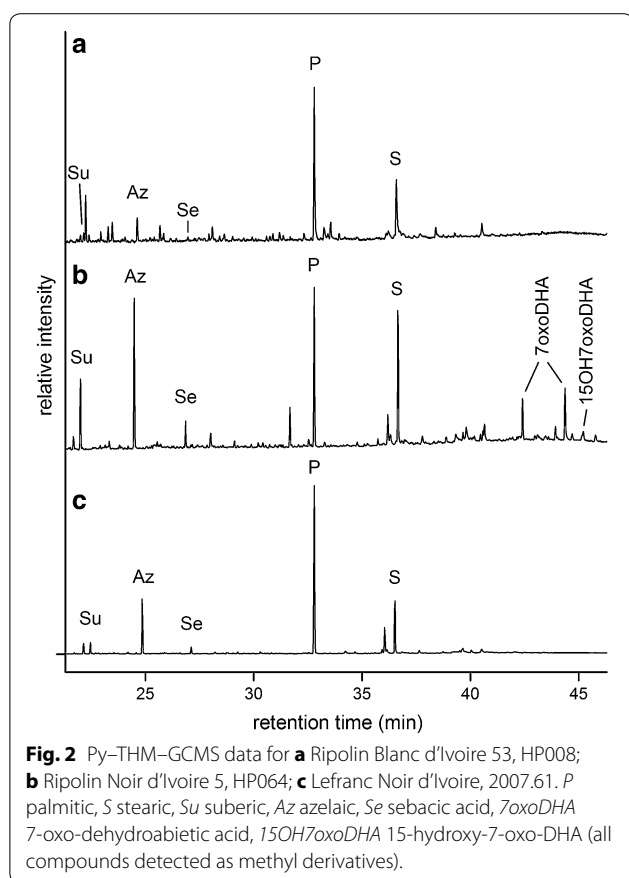 a
P
S
Su
Az
Se
b
Az
P
S
Su
Se
7oxoDHA
15OH7oxoDHA
c
P
Az
S
Su
Se
relative intensity
25 30 35 40 45
retention time (min)
Fig. 2 Py–THM–GCMS data for a Ripolin Blanc d'Ivoire 53, HP008;
b Ripolin Noir d'Ivoire 5, HP064; c Lefranc Noir d'Ivoire, 2007.61. P
palmitic, S stearic, Su suberic, Az azelaic, Se sebacic acid, 7oxoDHA
7-oxo-dehydroabietic acid, 15OH7oxoDHA 15-hydroxy-7-oxo-DHA (all
compounds detected as methyl derivatives).